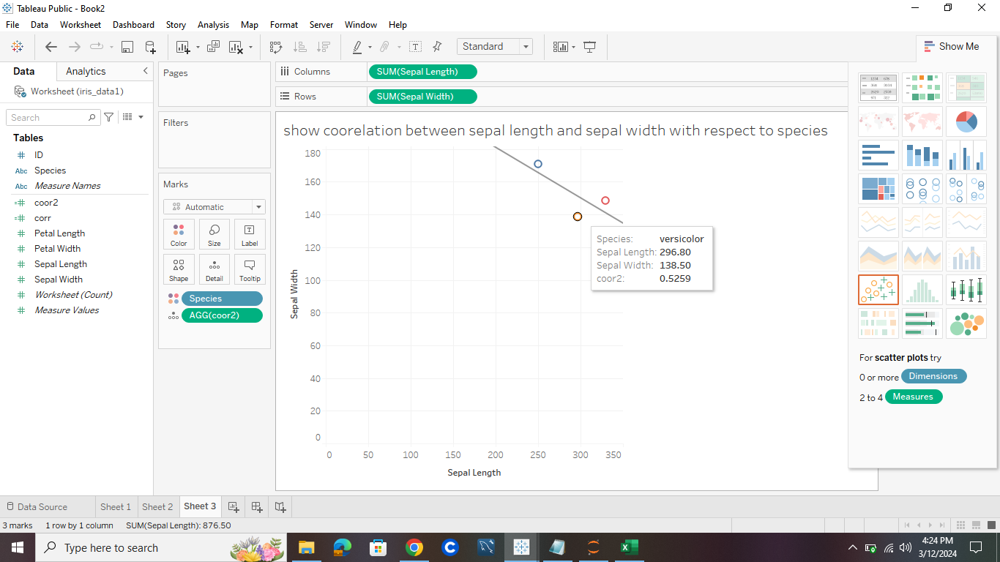 Tableau Public - Book2
File Data Worksheet Dashboard Story Analysis Map Format Server Window Help
Standard
Show Me
Data Analytics
Worksheet (iris_data1)
Search
Tables
ID
Abc Species
Abc Measure Names
coor2
corr
Petal Length
Petal Width
Sepal Length
Sepal Width
Worksheet (Count)
Measure Values
Pages
Filters
Marks
Automatic
Color Size Label
Shape Detail Tooltip
Species
AGG(coor2)
Columns SUM(Sepal Length)
Rows SUM(Sepal Width)
show coorelation between sepal length and sepal width with respect to species
180
160
140
120
100
80
60
40
20
0
Sepal Width
0 50 100 150 200 250 300 350
Sepal Length
Species: versicolor
Sepal Length: 296.80
Sepal Width: 138.50
coor2: 0.5259
For scatter plots try
0 or more Dimensions
2 to 4 Measures
Data Source Sheet 1 Sheet 2 Sheet 3
3 marks 1 row by 1 column SUM(Sepal Length): 876.50
Type here to search
4:24 PM
3/12/2024